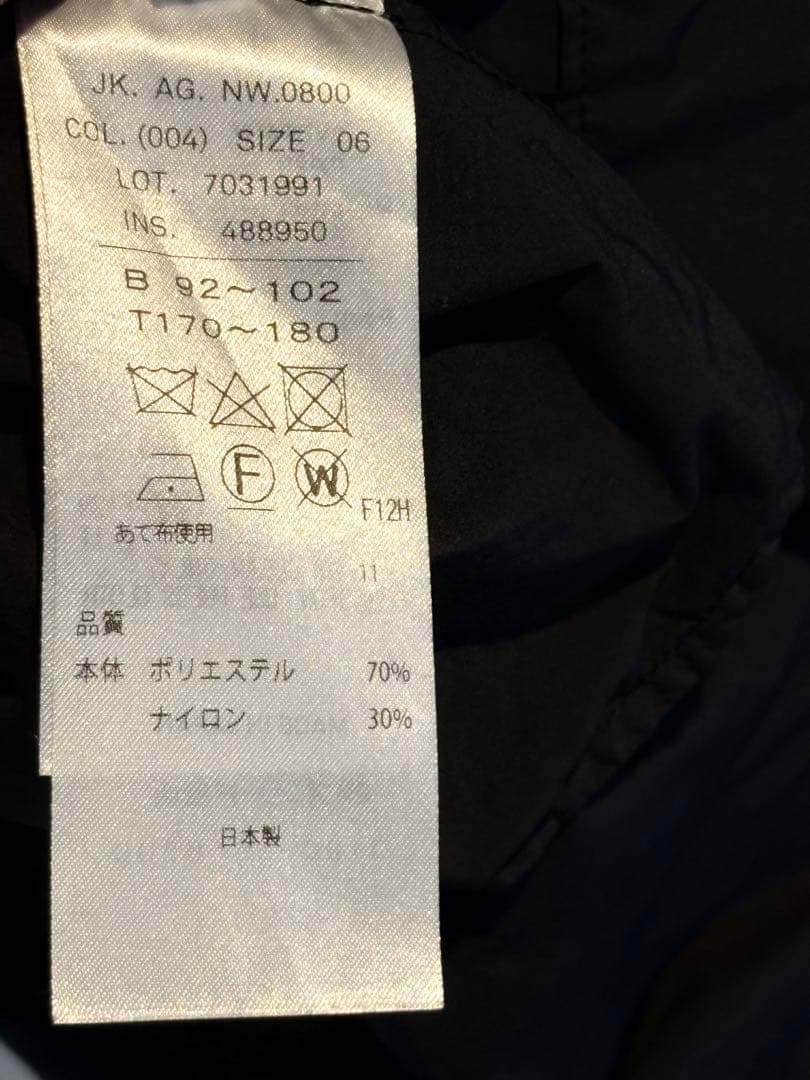 JK. AG. NW.0800
COL. (004) SIZE 06
LOT. 7031991
INS. 488950
B 92～102
T170～180
F W
F12H
あて布使用
11
品質
本体 ポリエステル 70%
ナイロン 30%
日本製